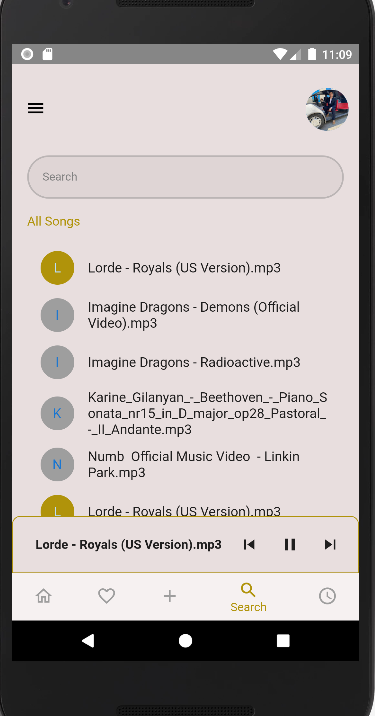 11:09
Search
All Songs
L
Lorde - Royals (US Version).mp3
I
Imagine Dragons - Demons (Official
Video).mp3
I
Imagine Dragons - Radioactive.mp3
K
Karine_Gilanyan_-_Beethoven_-_Piano_S
onata_nr15_in_D_major_op28_Pastoral_
-_II_Andante.mp3
N
Numb  Official Music Video  - Linkin
Park.mp3
L
Lorde - Royals (US Version).mp3
Lorde - Royals (US Version).mp3
Search